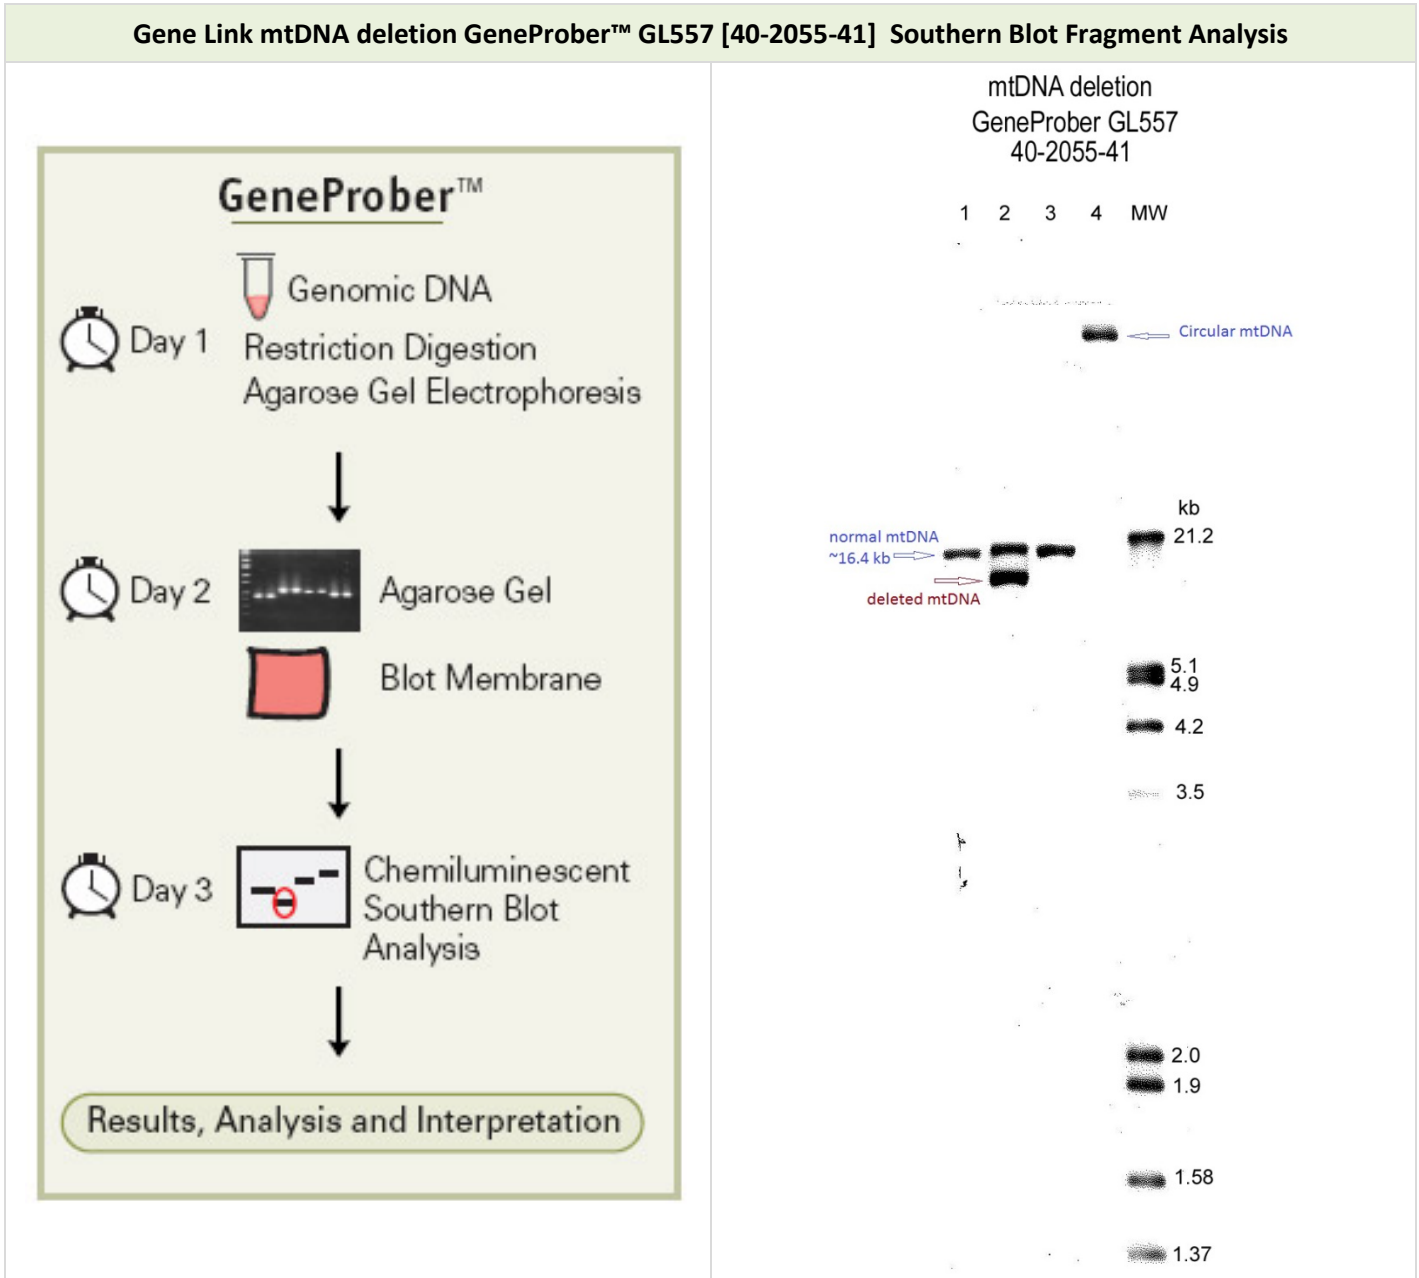 Gene Link mtDNA deletion GeneProber™ GL557 [40-2055-41]  Southern Blot Fragment Analysis
GeneProber™
Genomic DNA
Day 1
Restriction Digestion
Agarose Gel Electrophoresis
Day 2
Agarose Gel
Blot Membrane
Day 3
Chemiluminescent
Southern Blot
Analysis
Results, Analysis and Interpretation
mtDNA deletion
GeneProber GL557
40-2055-41
1 2 3 4 MW
Circular mtDNA
kb
21.2
normal mtDNA
~16.4 kb
deleted mtDNA
5.1
4.9
4.2
3.5
2.0
1.9
1.58
1.37